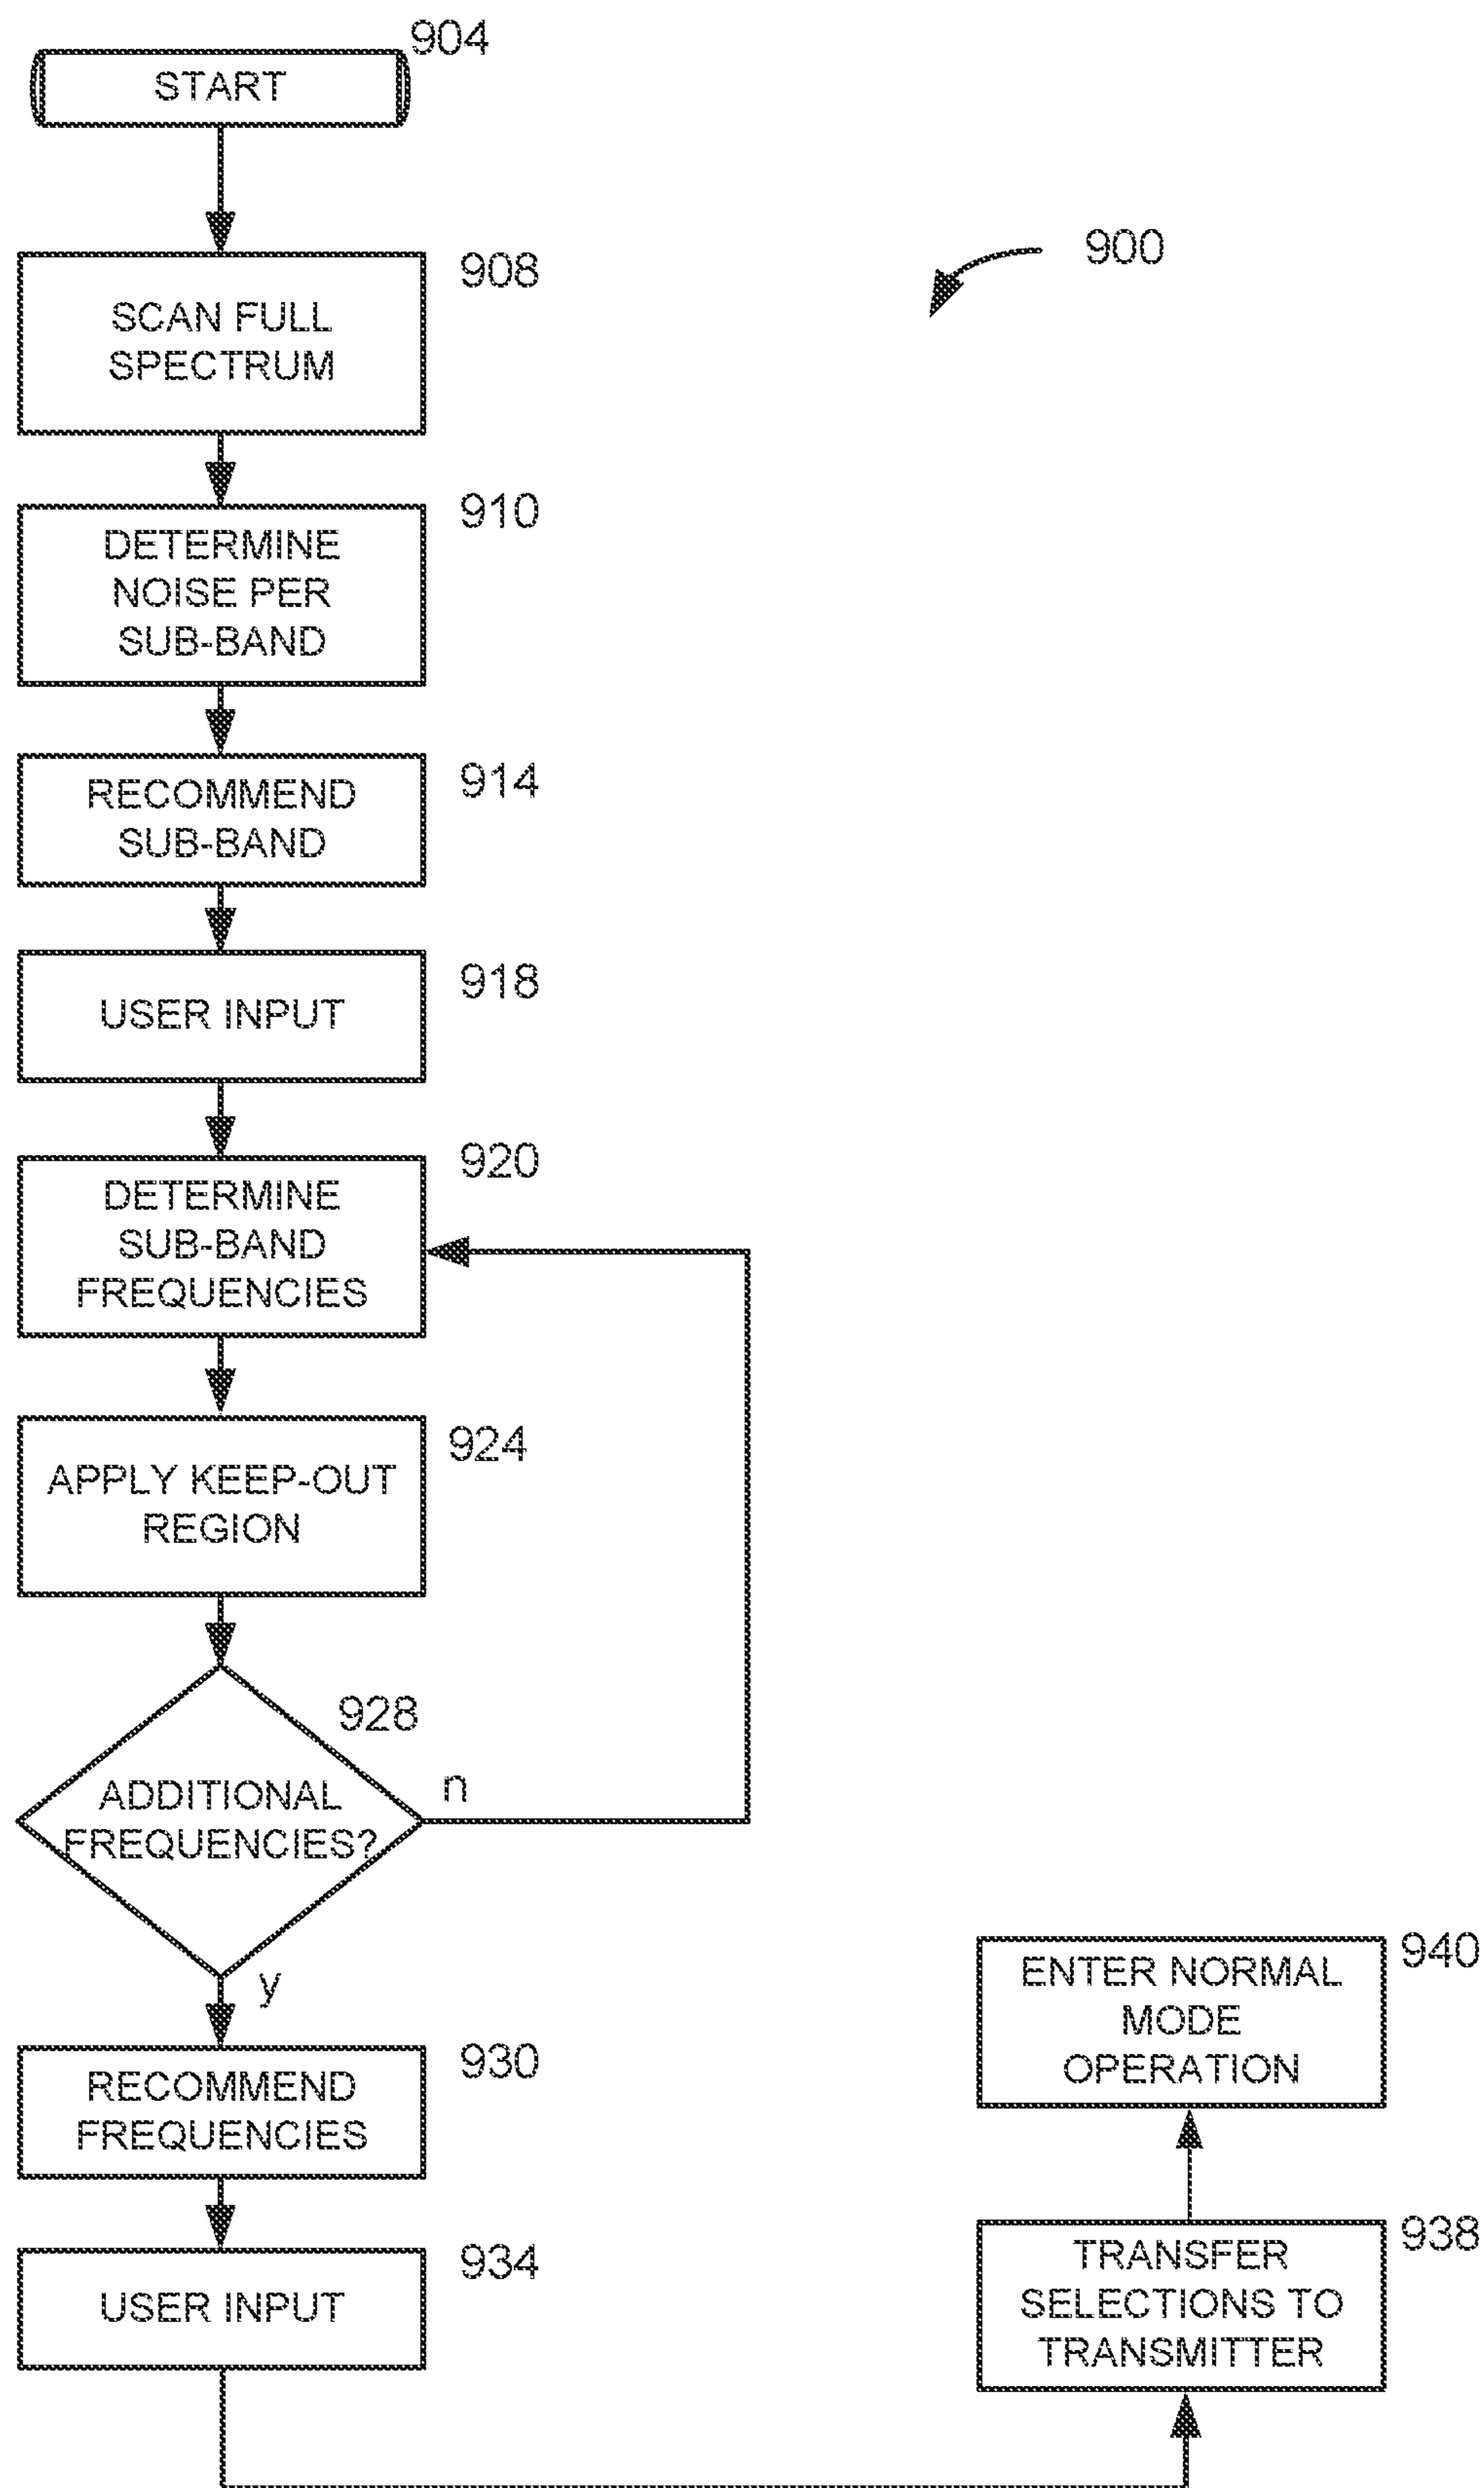 904
START
900
908
SCAN FULL
SPECTRUM
910
DETERMINE
NOISE PER
SUB-BAND
914
RECOMMEND
SUB-BAND
918
USER INPUT
920
DETERMINE
SUB-BAND
FREQUENCIES
924
APPLY KEEP-OUT
REGION
928
ADDITIONAL
FREQUENCIES?
n
y
930
RECOMMEND
FREQUENCIES
934
USER INPUT
938
TRANSFER
SELECTIONS TO
TRANSMITTER
940
ENTER NORMAL
MODE
OPERATION